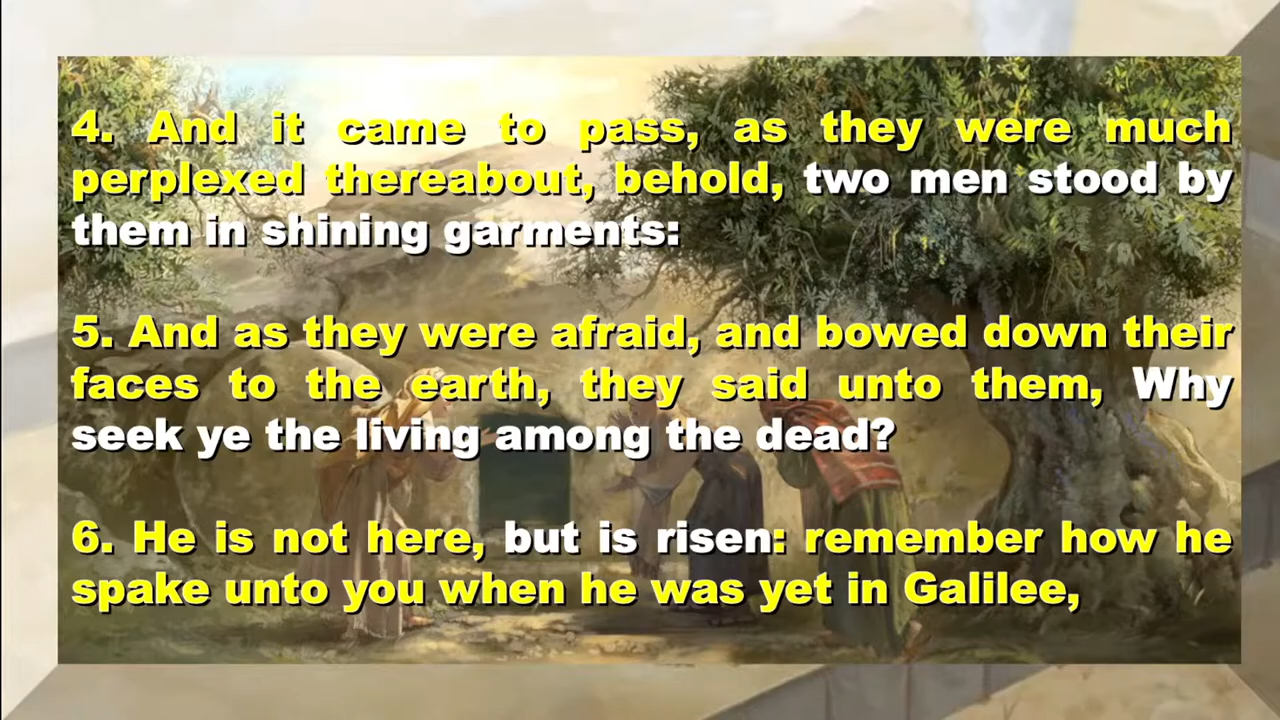 4. And it came to pass, as they were much
perplexed thereabout, behold, two men stood by
them in shining garments:
5. And as they were afraid, and bowed down their
faces to the earth, they said unto them, Why
seek ye the living among the dead?
6. He is not here, but is risen: remember how he
spake unto you when he was yet in Galilee,